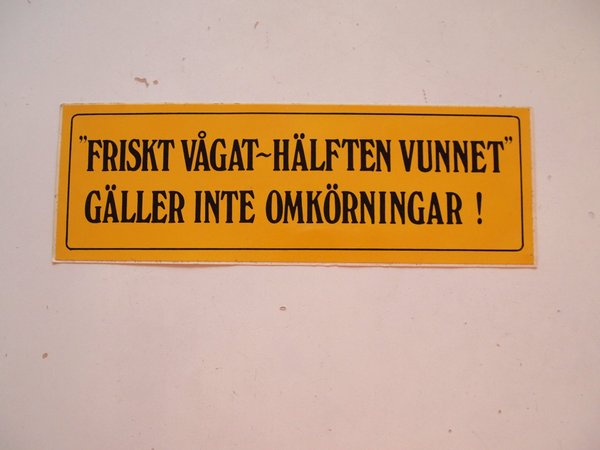 "FRISKT VÅGAT~HÄLFTEN VUNNET"
GÄLLER INTE OMKÖRNINGAR !